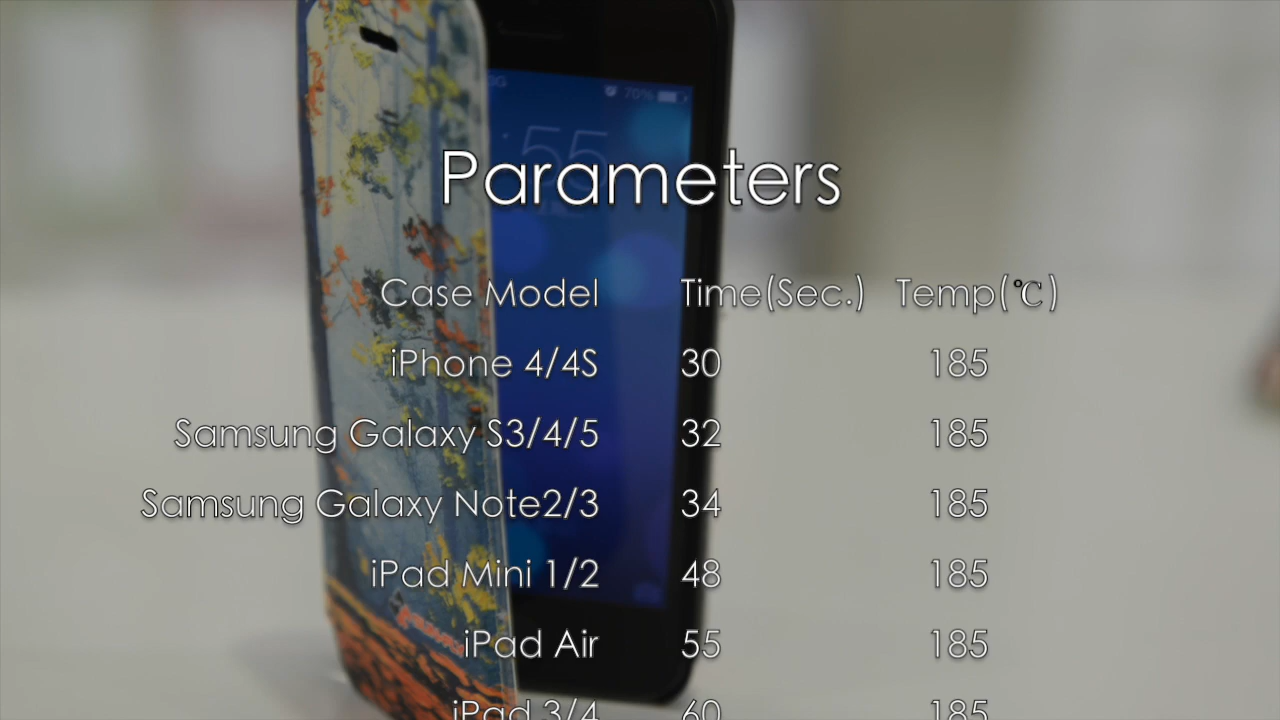 70%
:55
Parameters
Case Model Time(Sec.) Temp(℃)
iPhone 4/4S 30 185
Samsung Galaxy S3/4/5 32 185
Samsung Galaxy Note2/3 34 185
iPad Mini 1/2 48 185
iPad Air 55 185
iPad 3/4 60 185